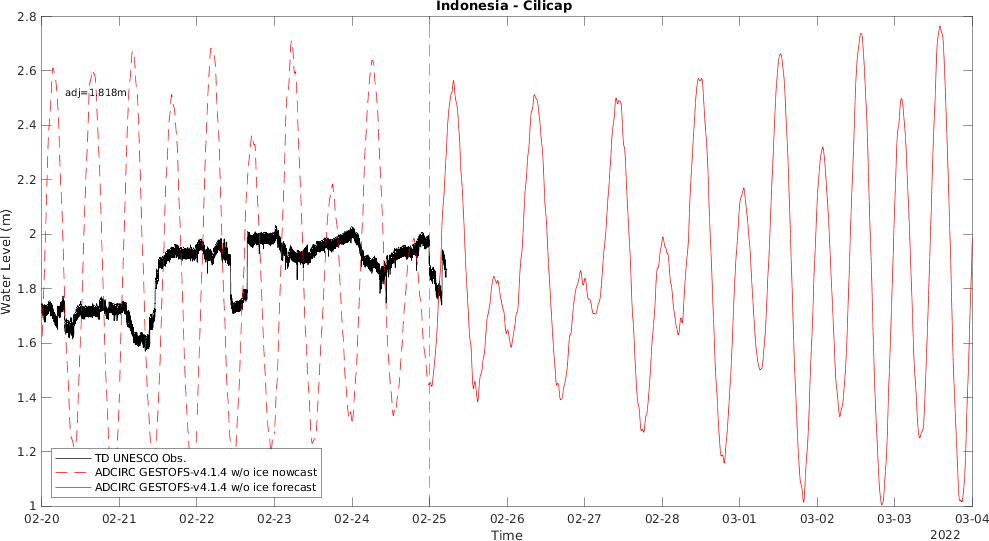 Indonesia - Cilicap
2.8
2.6
2.4
2.2
2
1.8
1.6
1.4
1.2
1
Water Level (m)
adj=1.818m
TD UNESCO Obs.
ADCIRC GESTOFS-v4.1.4 w/o ice nowcast
ADCIRC GESTOFS-v4.1.4 w/o ice forecast
02-20 02-21 02-22 02-23 02-24 02-25 02-26 02-27 02-28 03-01 03-02 03-03 03-04
Time
2022